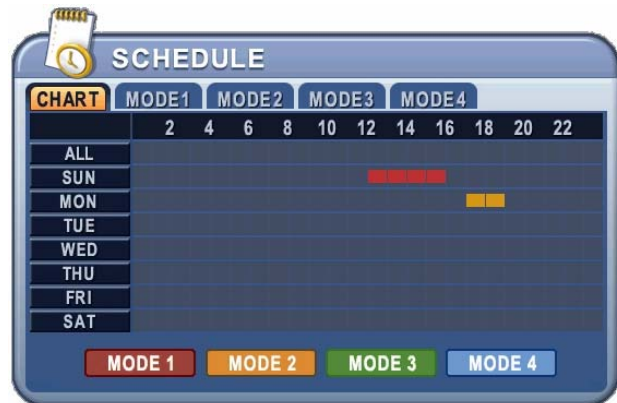 SCHEDULE
CHART MODE1 MODE2 MODE3 MODE4
2 4 6 8 10 12 14 16 18 20 22
ALL
SUN
MON
TUE
WED
THU
FRI
SAT
MODE 1 MODE 2 MODE 3 MODE 4